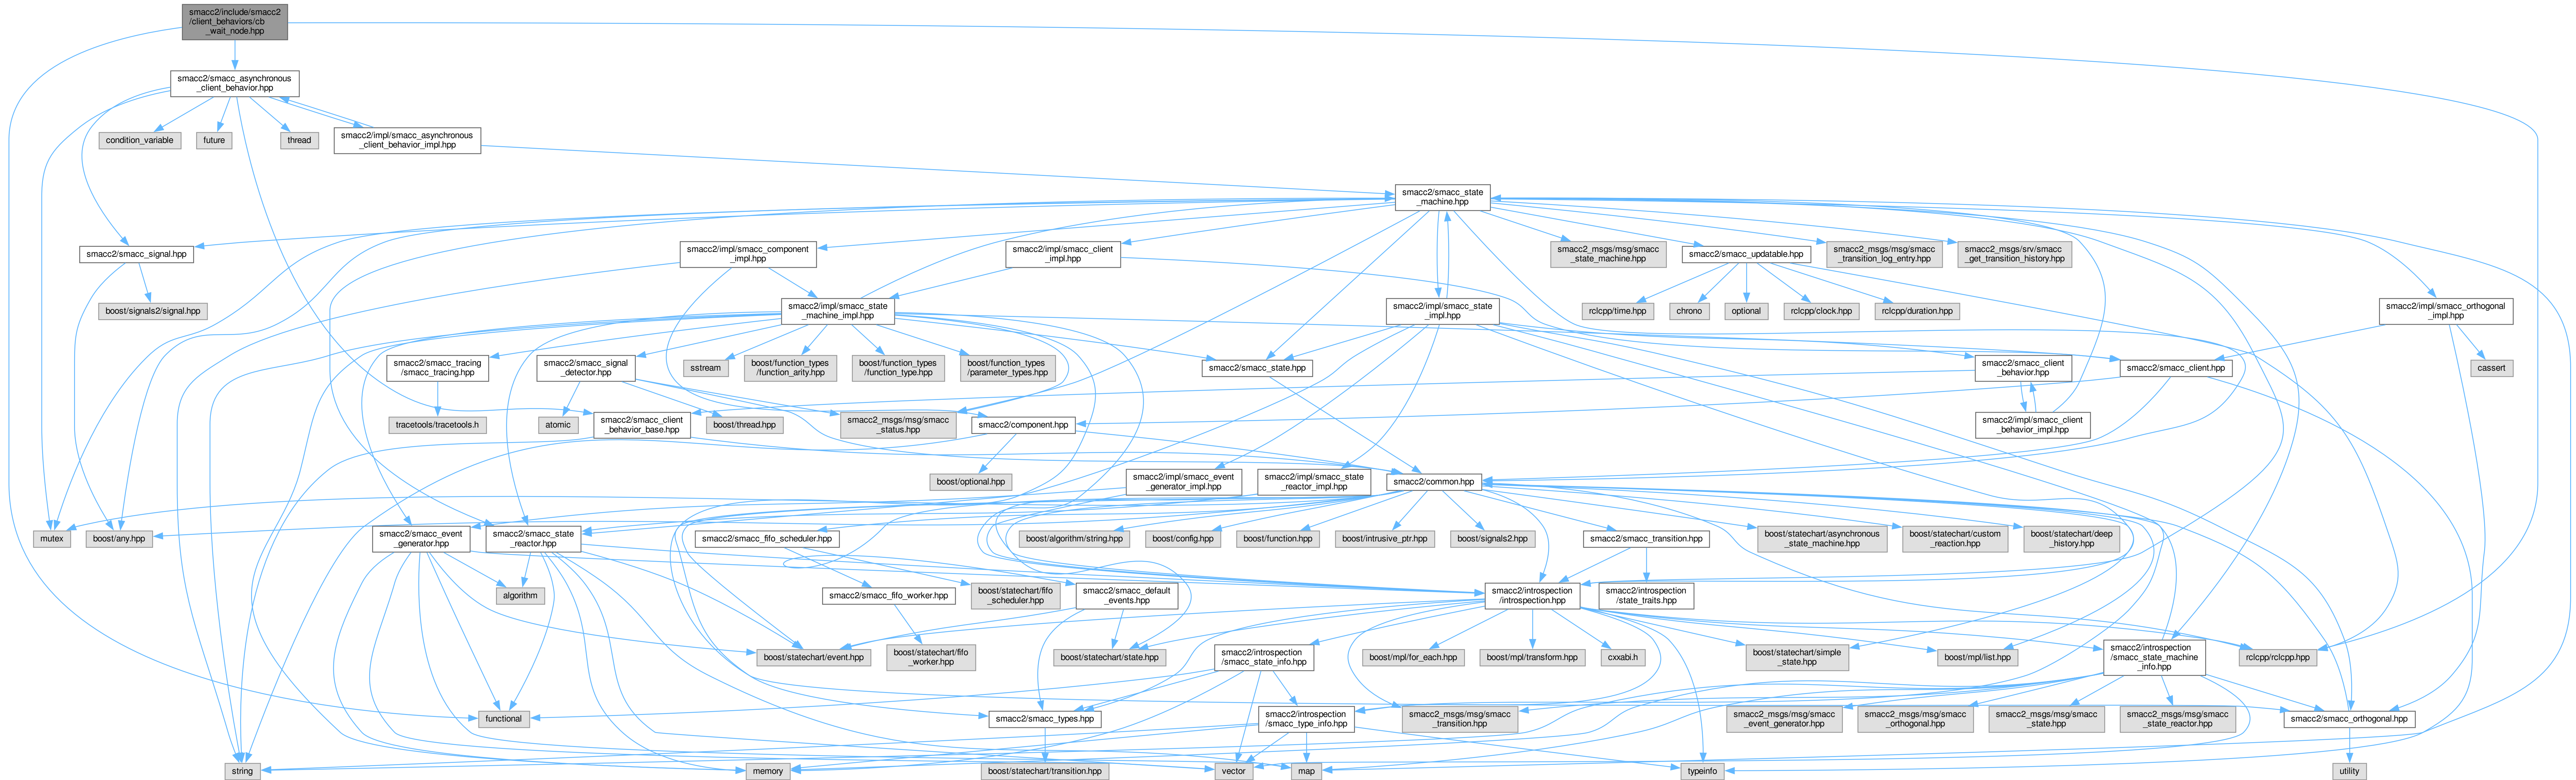 smacc2/include/smacc2
/client_behaviors/cb
_wait_node.hpp
smacc2/smacc_asynchronous
_client_behavior.hpp
condition_variable
future
thread
smacc2/impl/smacc_asynchronous
_client_behavior_impl.hpp
smacc2/smacc_state
_machine.hpp
smacc2/smacc_signal.hpp
smacc2/impl/smacc_component
_impl.hpp
smacc2/impl/smacc_client
_impl.hpp
smacc2_msgs/msg/smacc
_state_machine.hpp
smacc2/smacc_updatable.hpp
smacc2_msgs/msg/smacc
_transition_log_entry.hpp
smacc2_msgs/srv/smacc
_get_transition_history.hpp
boost/signals2/signal.hpp
smacc2/impl/smacc_state
_machine_impl.hpp
smacc2/impl/smacc_state
_impl.hpp
rclcpp/time.hpp
chrono
optional
rclcpp/clock.hpp
rclcpp/duration.hpp
smacc2/impl/smacc_orthogonal
_impl.hpp
smacc2/smacc_tracing
/smacc_tracing.hpp
smacc2/smacc_signal
_detector.hpp
sstream
boost/function_types
/function_arity.hpp
boost/function_types
/function_type.hpp
boost/function_types
/parameter_types.hpp
smacc2/smacc_state.hpp
smacc2/smacc_client
_behavior.hpp
smacc2/smacc_client.hpp
cassert
tracetools/tracetools.h
atomic
smacc2/smacc_client
_behavior_base.hpp
boost/thread.hpp
smacc2_msgs/msg/smacc
_status.hpp
smacc2/component.hpp
smacc2/impl/smacc_client
_behavior_impl.hpp
boost/optional.hpp
smacc2/impl/smacc_event
_generator_impl.hpp
smacc2/impl/smacc_state
_reactor_impl.hpp
smacc2/common.hpp
mutex
boost/any.hpp
smacc2/smacc_event
_generator.hpp
smacc2/smacc_state
_reactor.hpp
smacc2/smacc_fifo_scheduler.hpp
boost/algorithm/string.hpp
boost/config.hpp
boost/function.hpp
boost/intrusive_ptr.hpp
boost/signals2.hpp
smacc2/smacc_transition.hpp
boost/statechart/asynchronous
_state_machine.hpp
boost/statechart/custom
_reaction.hpp
boost/statechart/deep
_history.hpp
algorithm
smacc2/smacc_fifo_worker.hpp
boost/statechart/fifo
_scheduler.hpp
smacc2/smacc_default
_events.hpp
smacc2/introspection
/introspection.hpp
smacc2/introspection
/state_traits.hpp
boost/statechart/event.hpp
boost/statechart/fifo
_worker.hpp
boost/statechart/state.hpp
smacc2/introspection
/smacc_state_info.hpp
boost/mpl/for_each.hpp
boost/mpl/transform.hpp
cxxabi.h
boost/statechart/simple
_state.hpp
boost/mpl/list.hpp
smacc2/introspection
/smacc_state_machine
_info.hpp
rclcpp/rclcpp.hpp
functional
smacc2/smacc_types.hpp
smacc2/introspection
/smacc_type_info.hpp
smacc2_msgs/msg/smacc
_transition.hpp
smacc2_msgs/msg/smacc
_event_generator.hpp
smacc2_msgs/msg/smacc
_orthogonal.hpp
smacc2_msgs/msg/smacc
_state.hpp
smacc2_msgs/msg/smacc
_state_reactor.hpp
smacc2/smacc_orthogonal.hpp
string
memory
boost/statechart/transition.hpp
vector
map
typeinfo
utility